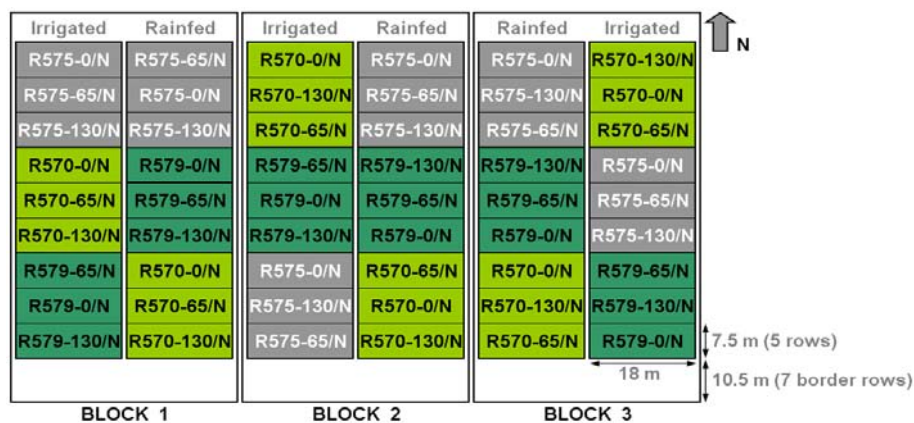 Irrigated Rainfed Irrigated Rainfed Rainfed Irrigated
N
R575-0/N R575-65/N R570-0/N R575-0/N R575-0/N R570-130/N
R575-65/N R575-0/N R570-130/N R575-65/N R575-130/N R570-0/N
R575-130/N R575-130/N R570-65/N R575-130/N R575-65/N R570-65/N
R570-0/N R579-0/N R579-65/N R579-130/N R579-130/N R575-0/N
R570-65/N R579-65/N R579-0/N R579-65/N R579-65/N R575-65/N
R570-130/N R579-130/N R579-130/N R579-0/N R579-0/N R575-130/N
R579-65/N R570-0/N R575-0/N R570-65/N R570-0/N R579-65/N
R579-0/N R570-65/N R575-130/N R570-0/N R570-130/N R579-130/N
R579-130/N R570-130/N R575-65/N R570-130/N R570-65/N R579-0/N
7.5 m (5 rows)
18 m
10.5 m (7 border rows)
BLOCK 1 BLOCK 2 BLOCK 3